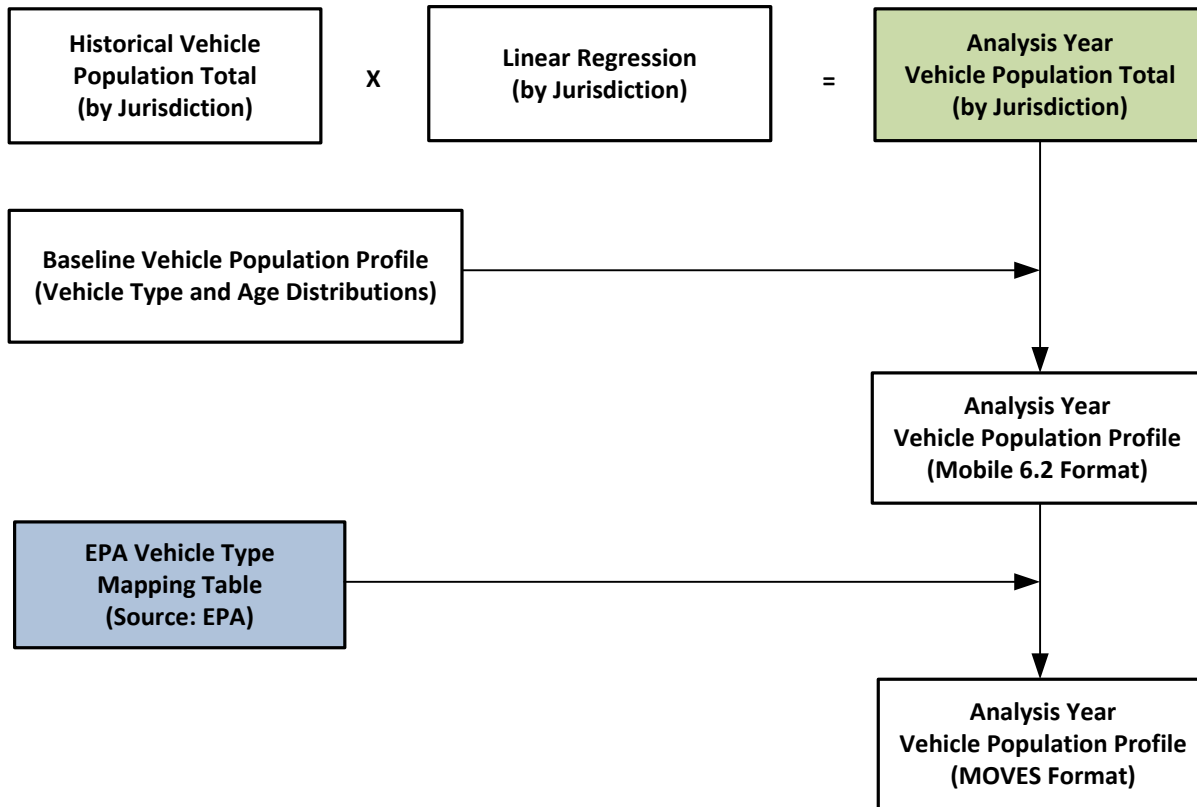 Historical Vehicle
Population Total
(by Jurisdiction)
X
Linear Regression
(by Jurisdiction)
=
Analysis Year
Vehicle Population Total
(by Jurisdiction)
Baseline Vehicle Population Profile
(Vehicle Type and Age Distributions)
Analysis Year
Vehicle Population Profile
(Mobile 6.2 Format)
EPA Vehicle Type
Mapping Table
(Source: EPA)
Analysis Year
Vehicle Population Profile
(MOVES Format)